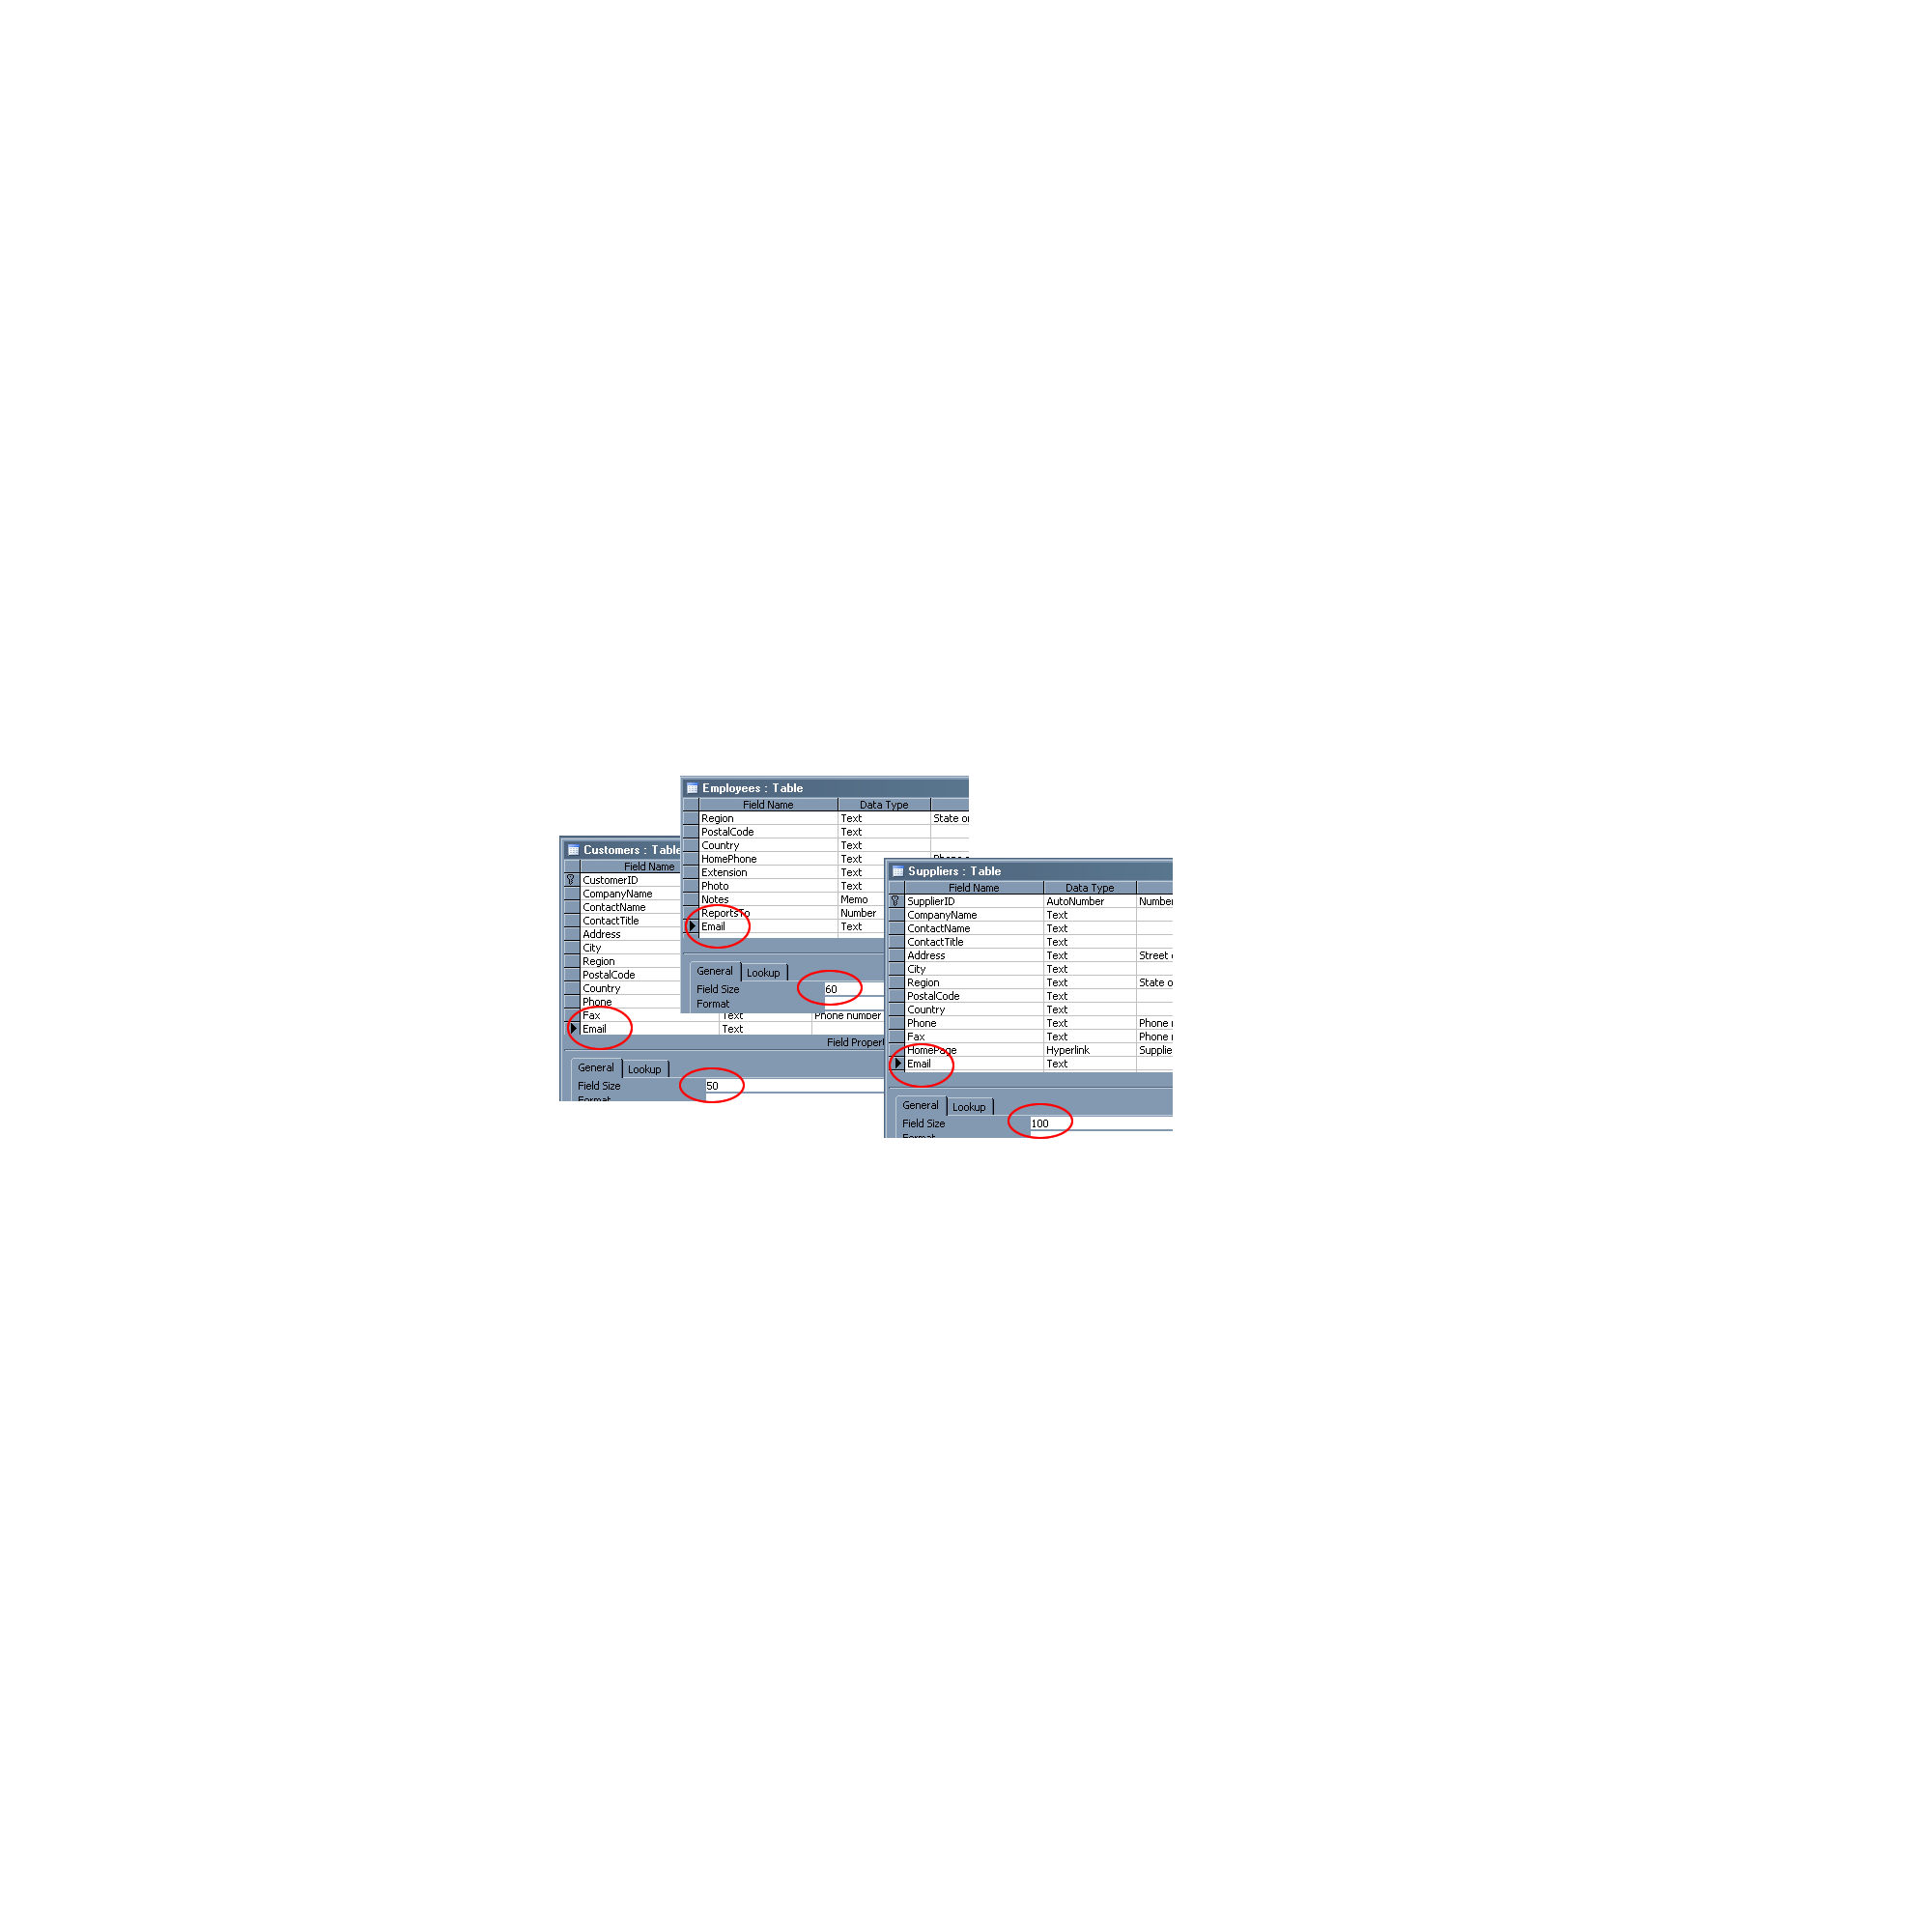 Employees : Table
Field Name Data Type
Region Text State or
PostalCode Text
Country Text
HomePhone Text
Extension Text
Photo Text
Notes Memo
ReportsTo Number
Email Text
General Lookup
Field Size 60
Format
Customers : Table
Field Name
CustomerID
CompanyName
ContactName
ContactTitle
Address
City
Region
PostalCode
Country
Phone
Fax Text Phone number
Email Text
Field Propert
General Lookup
Field Size 50
Format
Suppliers : Table
Field Name Data Type
SupplierID AutoNumber Number
CompanyName Text
ContactName Text
ContactTitle Text
Address Text Street
City Text
Region Text State o
PostalCode Text
Country Text
Phone Text Phone
Fax Text Phone
HomePage Hyperlink Supplie
Email Text
General Lookup
Field Size 100
Format